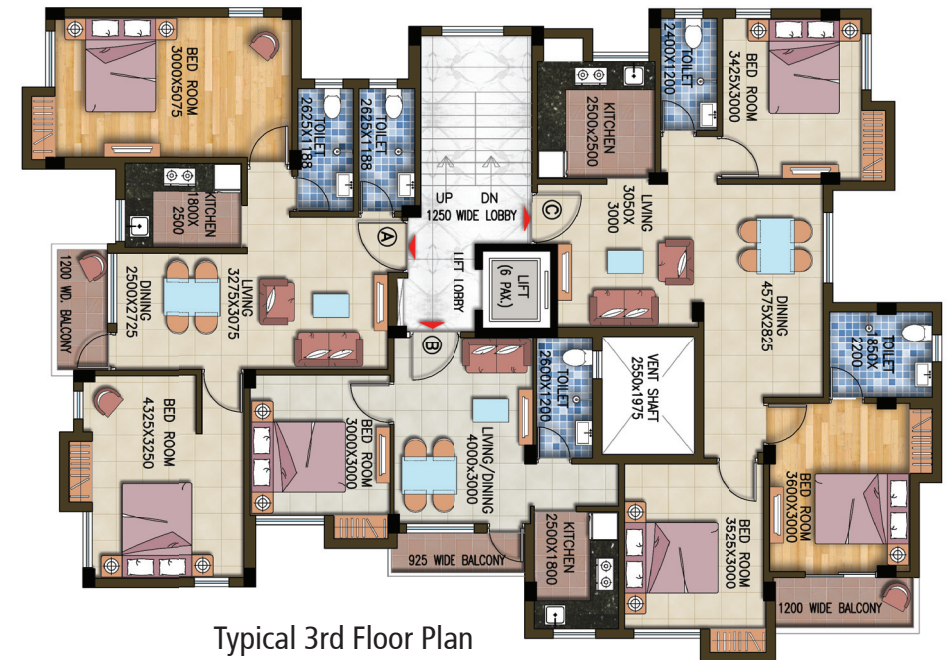 BED ROOM
3000X5075
TOILET
2625X1188
TOILET
2625X1188
KITCHEN
1800X
2500
1200 WD. BALCONY
DINING
2500X2725
LIVING
3275X3075
A
BED ROOM
4325X3250
UP
DN
1250 WIDE LOBBY
LIFT LOBBY
LIFT
(6 PAX.)
C
B
KITCHEN
2500x2500
TOILET
2400X1200
BED ROOM
3425X3000
LIVING
3050X
3000
DINING
4575X2825
TOILET
1850X
2200
VENT SHAFT
2550x1975
TOILET
2600X1200
BED ROOM
3000X3000
LIVING/DINING
4000x3000
925 WIDE BALCONY
KITCHEN
2500X1800
BED ROOM
3525X3000
BED ROOM
3600X3000
1200 WIDE BALCONY
Typical 3rd Floor Plan